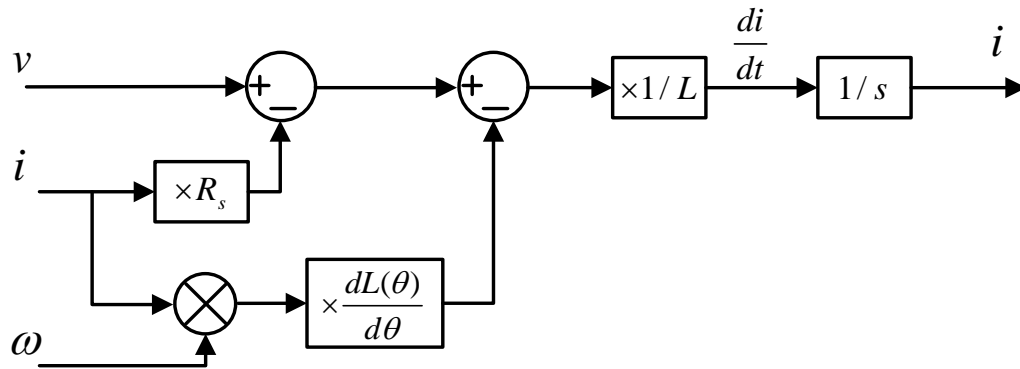 v
+
−
+
−
×1/ L
di
dt
1/ s
i
i
×R_s
×
dL(θ)
dθ
ω